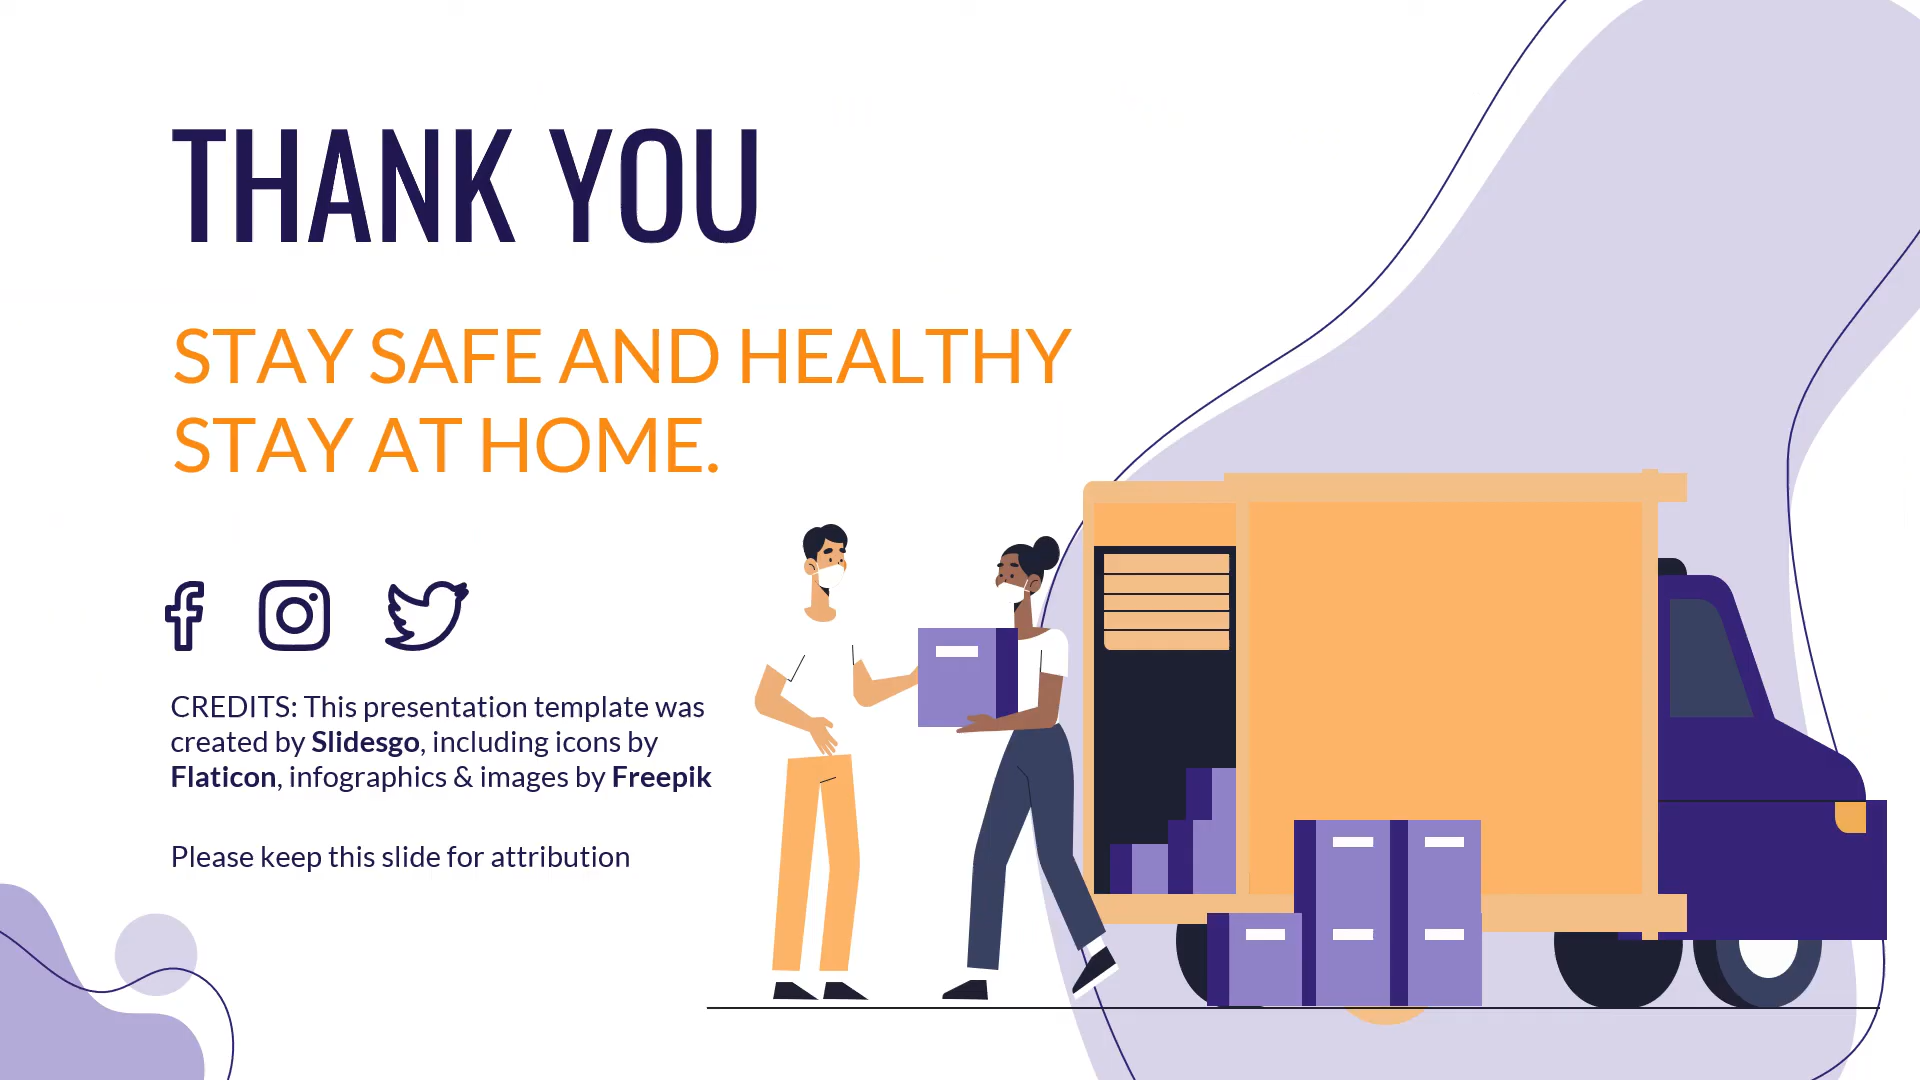 THANK YOU
STAY SAFE AND HEALTHY
STAY AT HOME.
CREDITS: This presentation template was
created by Slidesgo, including icons by
Flaticon, infographics & images by Freepik
Please keep this slide for attribution